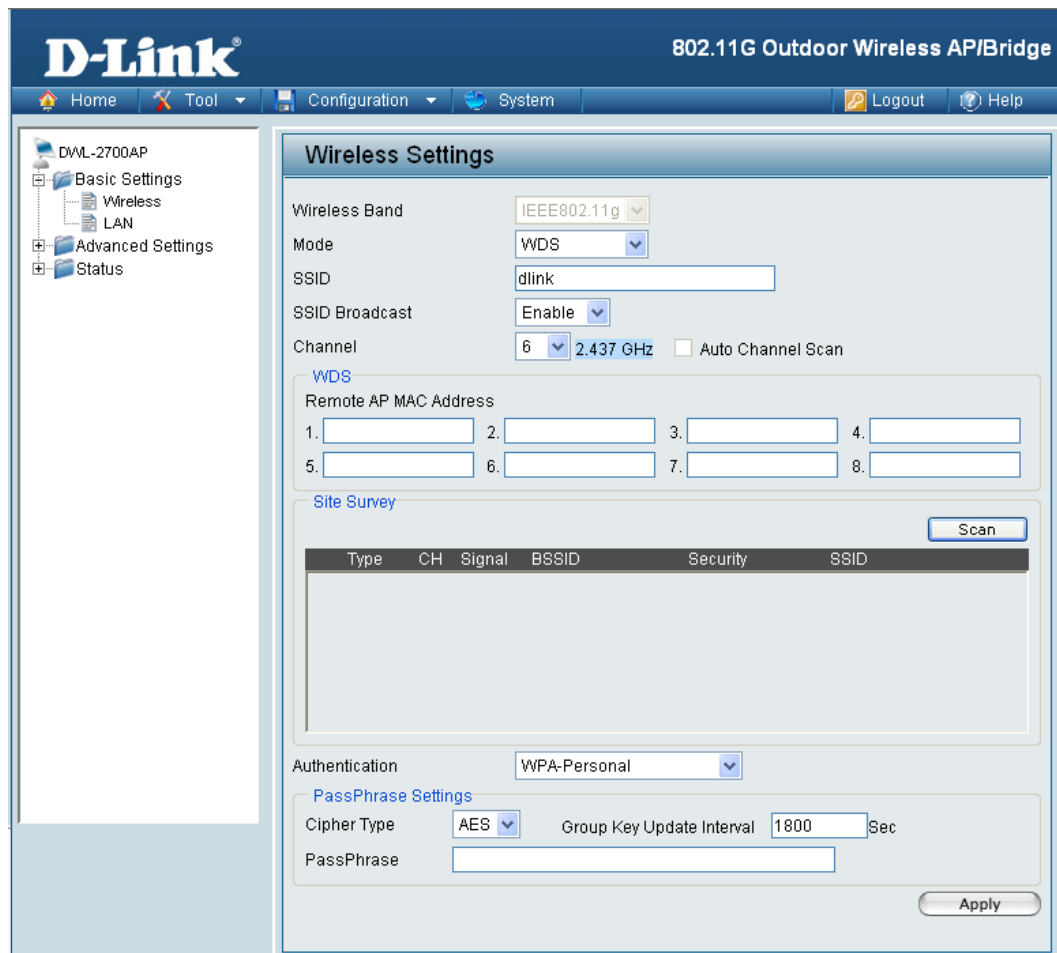 D-Link®
802.11G Outdoor Wireless AP/Bridge
Home Tool Configuration System Logout Help
DWL-2700AP
Basic Settings
Wireless
LAN
Advanced Settings
Status
Wireless Settings
Wireless Band IEEE802.11g
Mode WDS
SSID dlink
SSID Broadcast Enable
Channel 6 2.437 GHz Auto Channel Scan
WDS
Remote AP MAC Address
1. 2. 3. 4.
5. 6. 7. 8.
Site Survey
Scan
Type CH Signal BSSID Security SSID
Authentication WPA-Personal
PassPhrase Settings
Cipher Type AES Group Key Update Interval 1800 Sec
PassPhrase
Apply